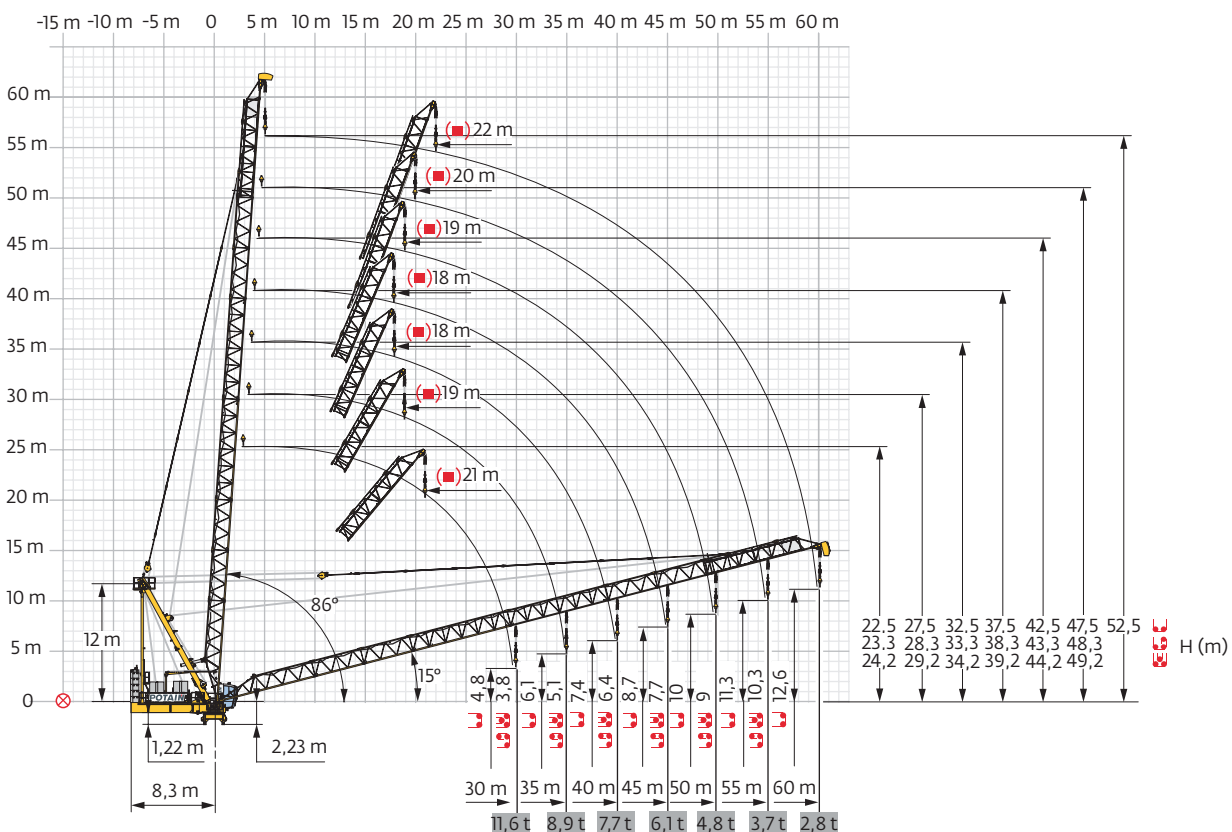 -15 m -10 m -5 m 0 5 m 10 m 15 m 20 m 25 m 30 m 35 m 40 m 45 m 50 m 55 m 60 m
60 m
55 m
50 m
45 m
40 m
35 m
30 m
25 m
20 m
15 m
10 m
5 m
0
22 m
20 m
19 m
18 m
18 m
19 m
21 m
86°
15°
12 m
POTAIN
1,22 m
2,23 m
8,3 m
22,5 27,5 32,5 37,5 42,5 47,5 52,5
23,3 28,3 33,3 38,3 43,3 48,3
24,2 29,2 34,2 39,2 44,2 49,2
H (m)
4,8 3,8 6,1 5,1 7,4 6,4 8,7 7,7 10 9 11,3 10,3 12,6
30 m 35 m 40 m 45 m 50 m 55 m 60 m
11,6 t 8,9 t 7,7 t 6,1 t 4,8 t 3,7 t 2,8 t